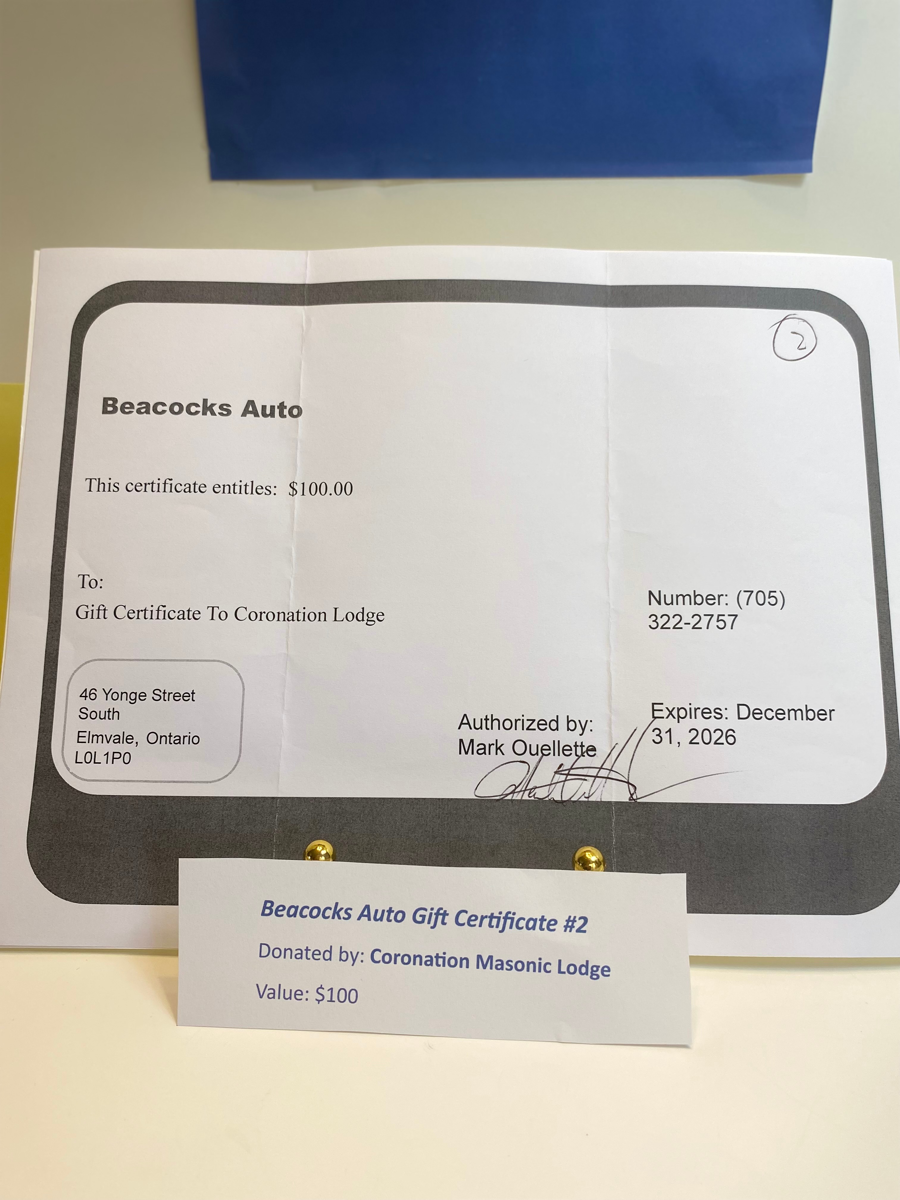 2
Beacocks Auto
This certificate entitles: $100.00
To:
Gift Certificate To Coronation Lodge
Number: (705)
322-2757
46 Yonge Street
South
Elmvale, Ontario
L0L1P0
Authorized by:
Mark Ouellette
Expires: December
31, 2026
Beacocks Auto Gift Certificate #2
Donated by: Coronation Masonic Lodge
Value: $100